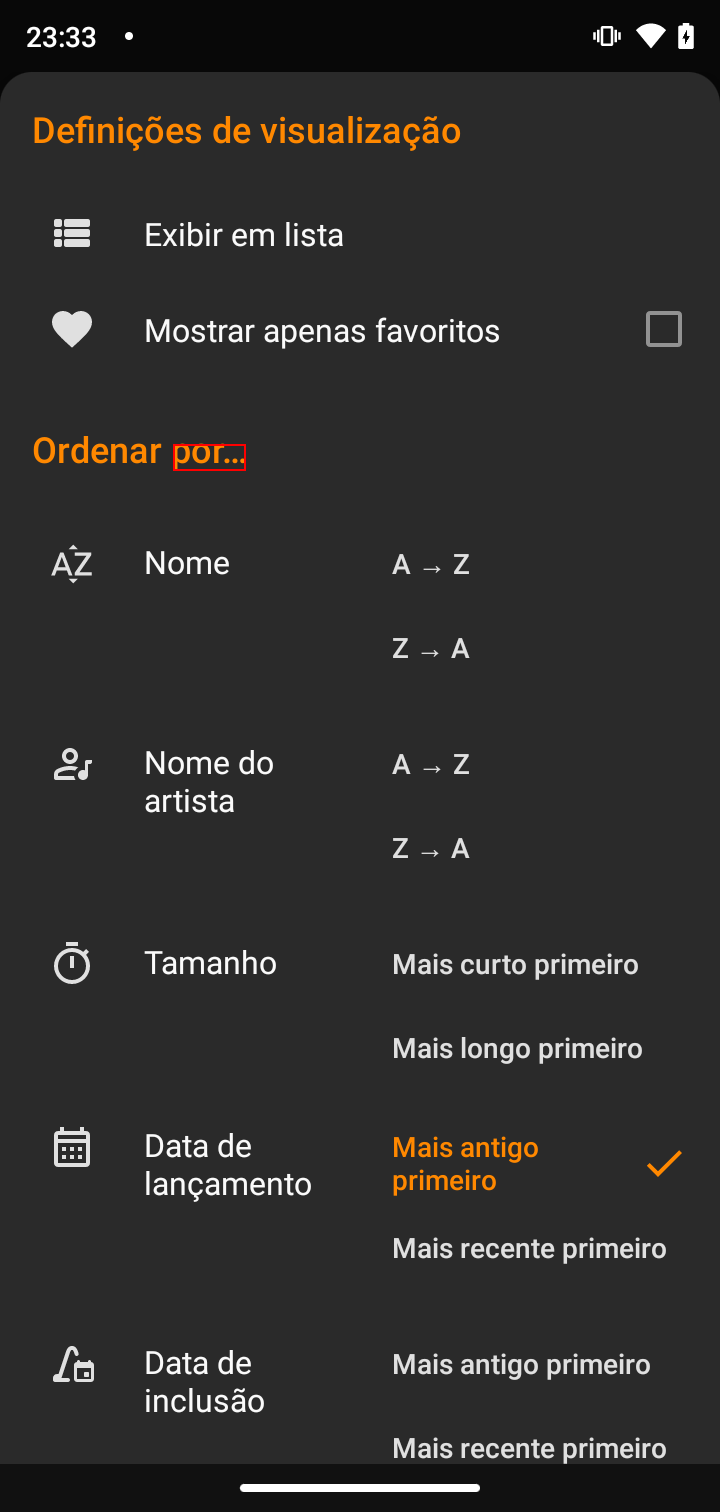 23:33
Definições de visualização
Exibir em lista
Mostrar apenas favoritos
Ordenar por...
Nome
A → Z
Z → A
Nome do
artista
A → Z
Z → A
Tamanho
Mais curto primeiro
Mais longo primeiro
Data de
lançamento
Mais antigo
primeiro
Mais recente primeiro
Data de
inclusão
Mais antigo primeiro
Mais recente primeiro